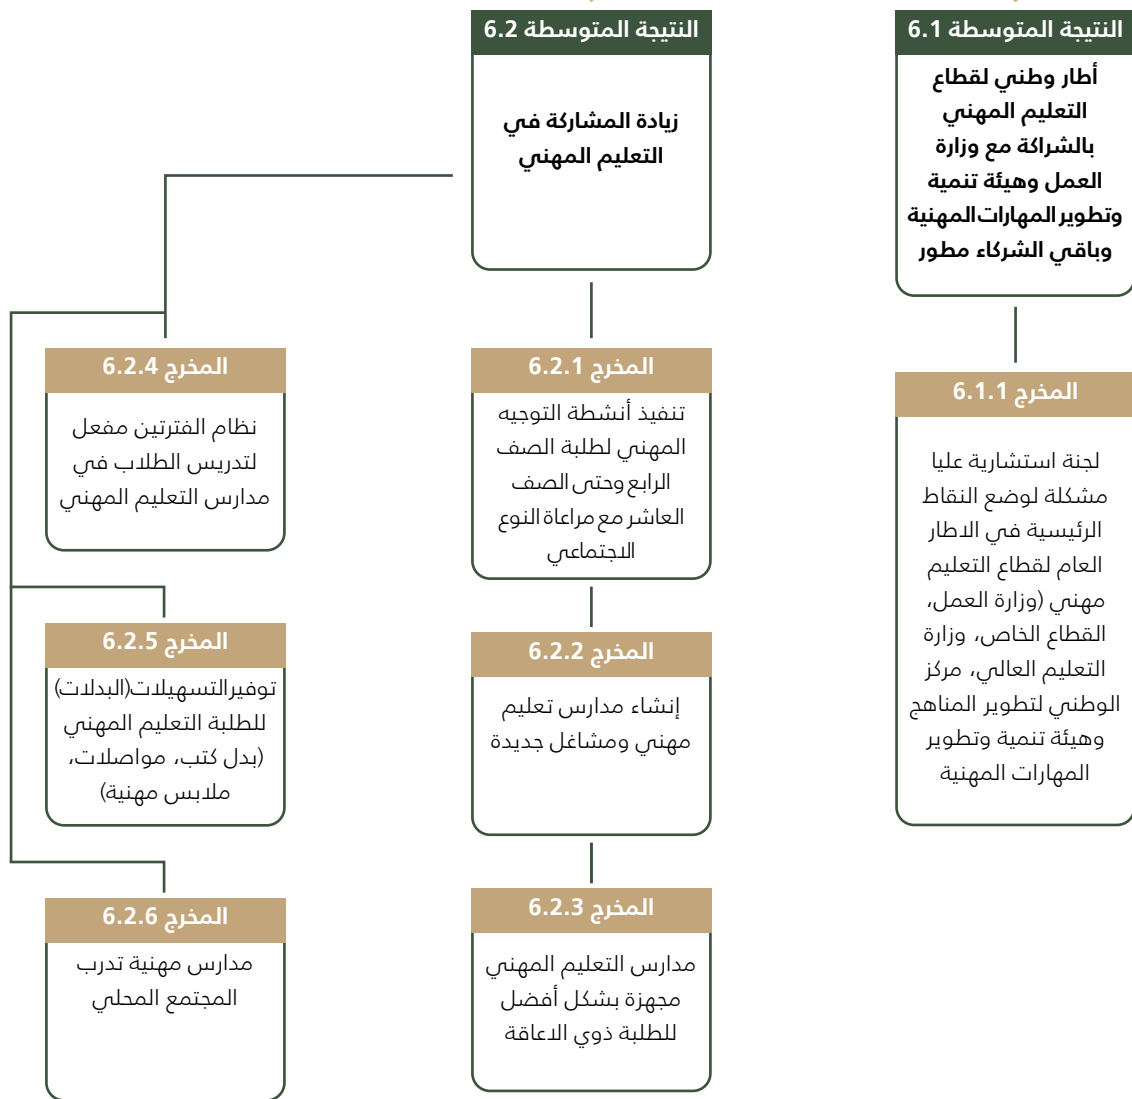 النتيجة المتوسطة 6.1
أطار وطني لقطاع
التعليم المهني
بالشراكة مع وزارة
العمل وهيئة تنمية
وتطوير المهارات المهنية
وباقي الشركاء مطور
المخرج 6.1.1
لجنة استشارية عليا
مشكلة لوضع النقاط
الرئيسية في الاطار
العام لقطاع التعليم
مهني (وزارة العمل،
القطاع الخاص، وزارة
التعليم العالي، مركز
الوطني لتطوير المناهج
وهيئة تنمية وتطوير
المهارات المهنية
النتيجة المتوسطة 6.2
زيادة المشاركة في
التعليم المهني
المخرج 6.2.1
تنفيذ أنشطة التوجيه
المهني لطلبة الصف
الرابع وحتى الصف
العاشر مع مراعاة النوع
الاجتماعي
المخرج 6.2.2
إنشاء مدارس تعليم
مهني ومشاغل جديدة
المخرج 6.2.3
مدارس التعليم المهني
مجهزة بشكل أفضل
للطلبة ذوي الاعاقة
المخرج 6.2.4
نظام الفترتين مفعل
لتدريس الطلاب في
مدارس التعليم المهني
المخرج 6.2.5
توفير التسهيلات (البدلات)
للطلبة التعليم المهني
(بدل كتب، مواصلات،
ملابس مهنية)
المخرج 6.2.6
مدارس مهنية تدرب
المجتمع المحلي